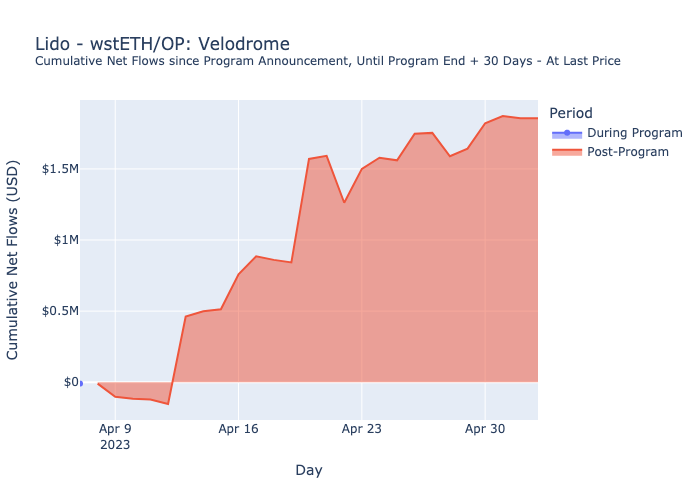 Lido - wstETH/OP: Velodrome
Cumulative Net Flows since Program Announcement, Until Program End + 30 Days - At Last Price
Period
During Program
Post-Program
Cumulative Net Flows (USD)
$1.5M
$1M
$0.5M
$0
Apr 9
2023
Apr 16
Apr 23
Apr 30
Day